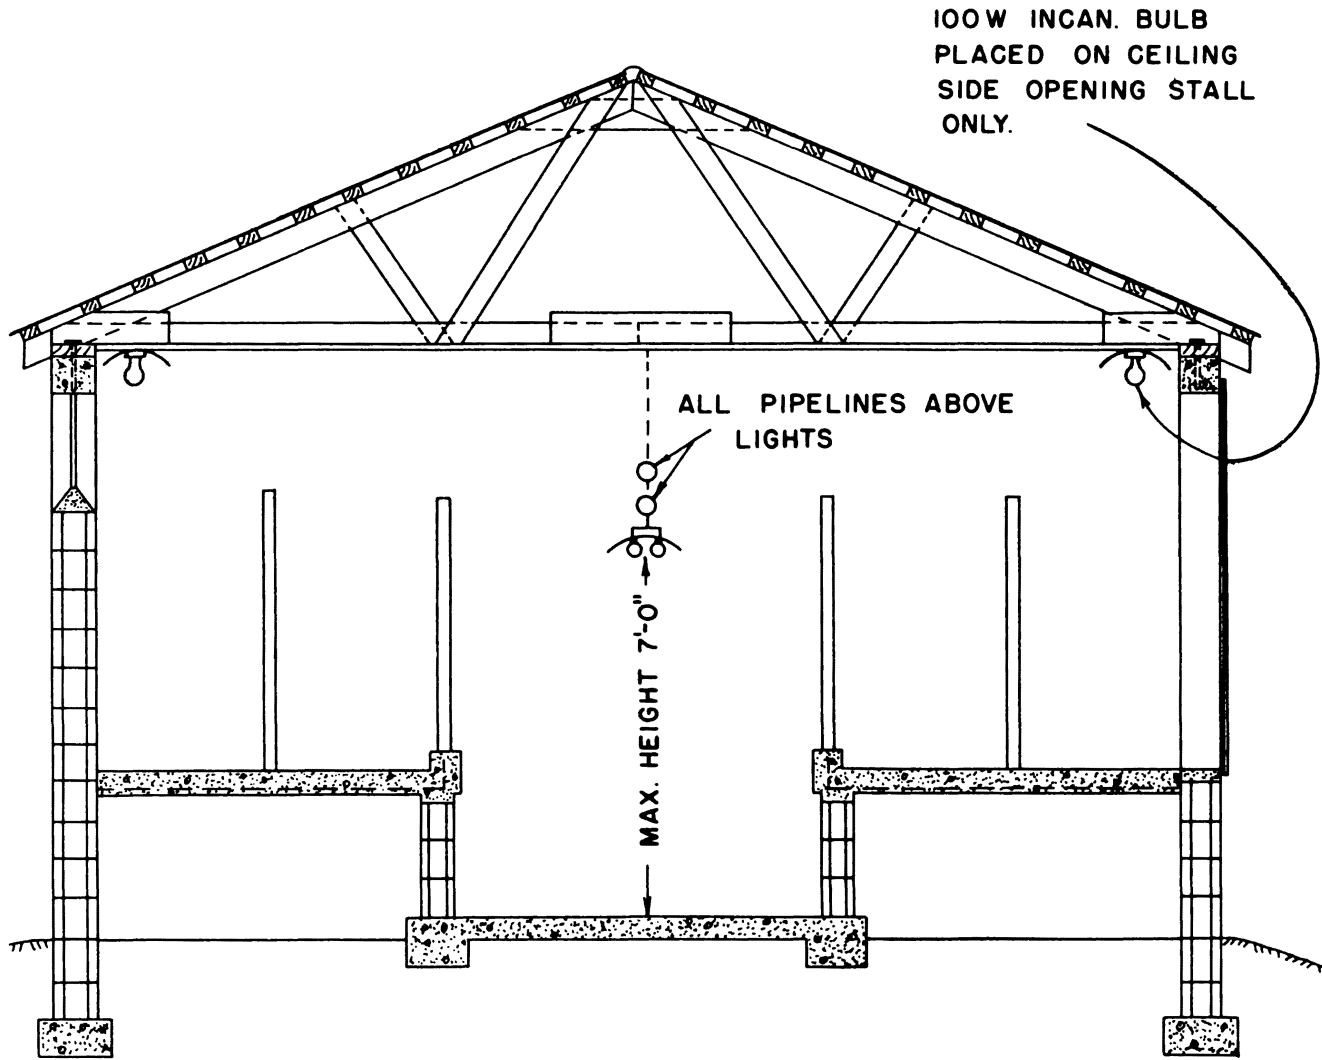 100W INCAN. BULB
PLACED ON CEILING
SIDE OPENING STALL
ONLY.
ALL PIPELINES ABOVE
LIGHTS
MAX. HEIGHT 7'-0"